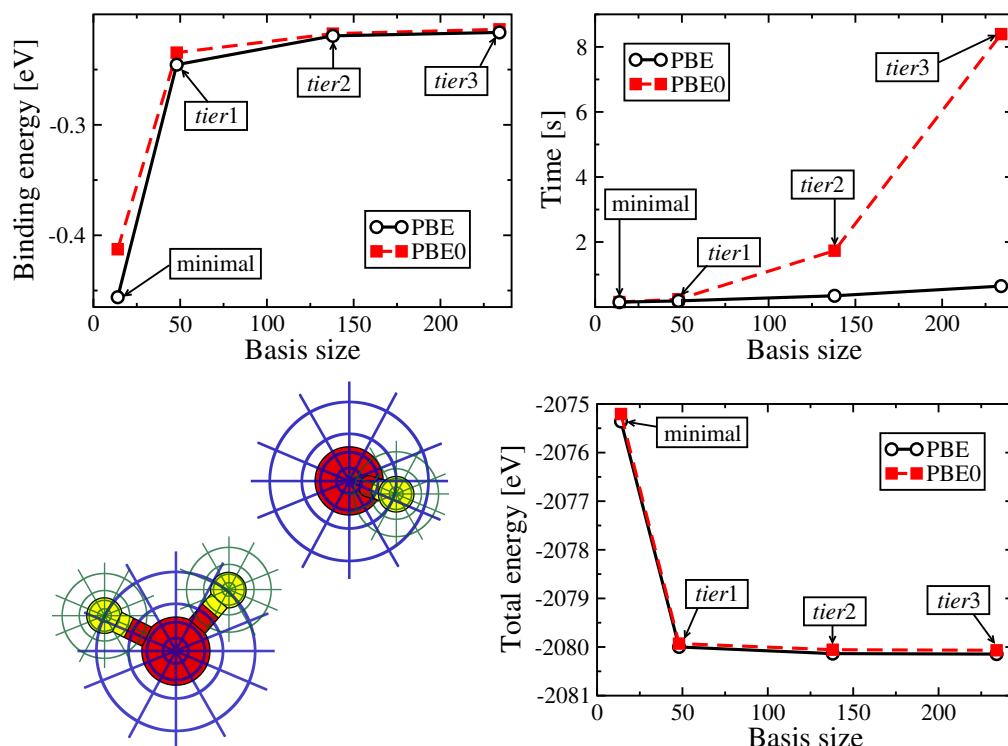 Binding energy [eV]
-0.3
-0.4
tier1
tier2
tier3
minimal
PBE
PBE0
0
50
100
150
200
250
Basis size
Time [s]
8
6
4
2
PBE
PBE0
tier3
tier2
minimal
tier1
0
50
100
150
200
Basis size
Total energy [eV]
-2075
-2076
-2077
-2078
-2079
-2080
-2081
minimal
PBE
PBE0
tier1
tier2
tier3
0
50
100
150
200
Basis size